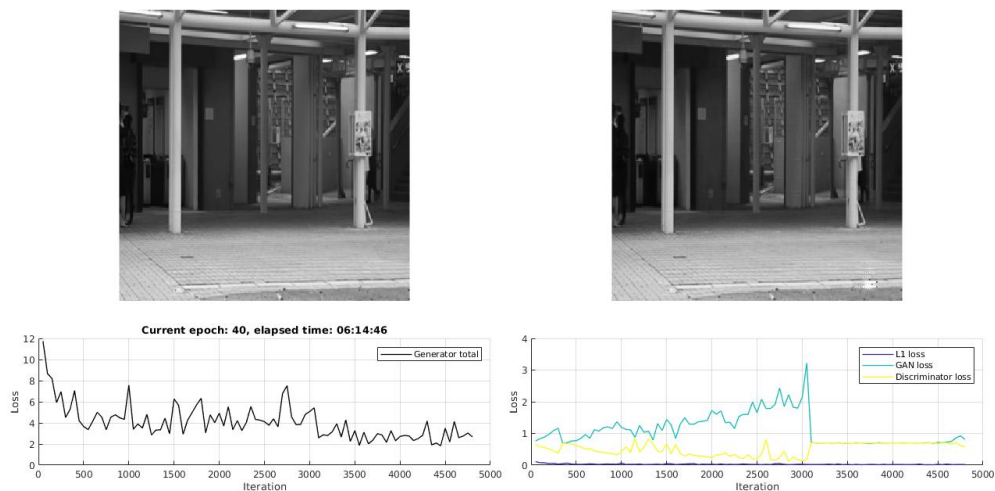 Current epoch: 40, elapsed time: 06:14:46
12
10
8
6
4
2
0
Loss
Generator total
0 500 1000 1500 2000 2500 3000 3500 4000 4500 5000
Iteration
4
3
2
1
0
Loss
L1 loss
GAN loss
Discriminator loss
0 500 1000 1500 2000 2500 3000 3500 4000 4500 5000
Iteration